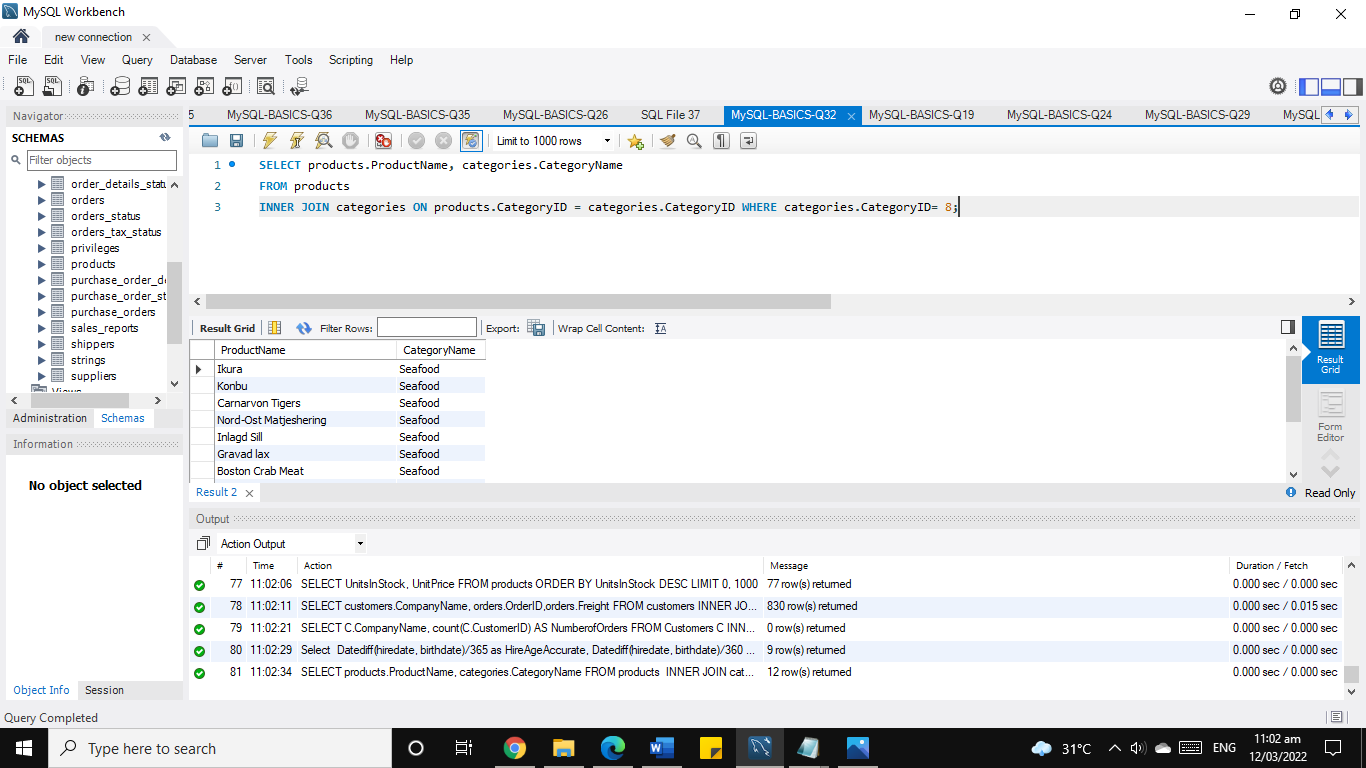 MySQL Workbench
new connection
File Edit View Query Database Server Tools Scripting Help
Navigator
SCHEMAS
Filter objects
order_details_statu
orders
orders_status
orders_tax_status
privileges
products
purchase_order_de
purchase_order_st
purchase_orders
sales_reports
shippers
strings
suppliers
Views
Administration Schemas
Information
No object selected
Object Info Session
5 MySQL-BASICS-Q36 MySQL-BASICS-Q35 MySQL-BASICS-Q26 SQL File 37 MySQL-BASICS-Q32 MySQL-BASICS-Q19 MySQL-BASICS-Q24 MySQL-BASICS-Q29 MySQL
Limit to 1000 rows
1 SELECT products.ProductName, categories.CategoryName
2 FROM products
3 INNER JOIN categories ON products.CategoryID = categories.CategoryID WHERE categories.CategoryID= 8;
Result Grid Filter Rows: Export: Wrap Cell Content:
ProductName CategoryName
Ikura Seafood
Konbu Seafood
Carnarvon Tigers Seafood
Nord-Ost Matjeshering Seafood
Inlagd Sill Seafood
Gravad lax Seafood
Boston Crab Meat Seafood
Result Grid
Form Editor
Result 2
Read Only
Output
Action Output
# Time Action Message Duration / Fetch
77 11:02:06 SELECT UnitsInStock, UnitPrice FROM products ORDER BY UnitsInStock DESC LIMIT 0, 1000 77 row(s) returned 0.000 sec / 0.000 sec
78 11:02:11 SELECT customers.CompanyName, orders.OrderID,orders.Freight FROM customers INNER JO... 830 row(s) returned 0.000 sec / 0.015 sec
79 11:02:21 SELECT C.CompanyName, count(C.CustomerID) AS NumberofOrders FROM Customers C INN... 0 row(s) returned 0.000 sec / 0.000 sec
80 11:02:29 Select Datediff(hiredate, birthdate)/365 as HireAgeAccurate, Datediff(hiredate, birthdate)/360 ... 9 row(s) returned 0.000 sec / 0.000 sec
81 11:02:34 SELECT products.ProductName, categories.CategoryName FROM products INNER JOIN cat... 12 row(s) returned 0.000 sec / 0.000 sec
Query Completed
Type here to search
31°C ENG 11:02 am
12/03/2022